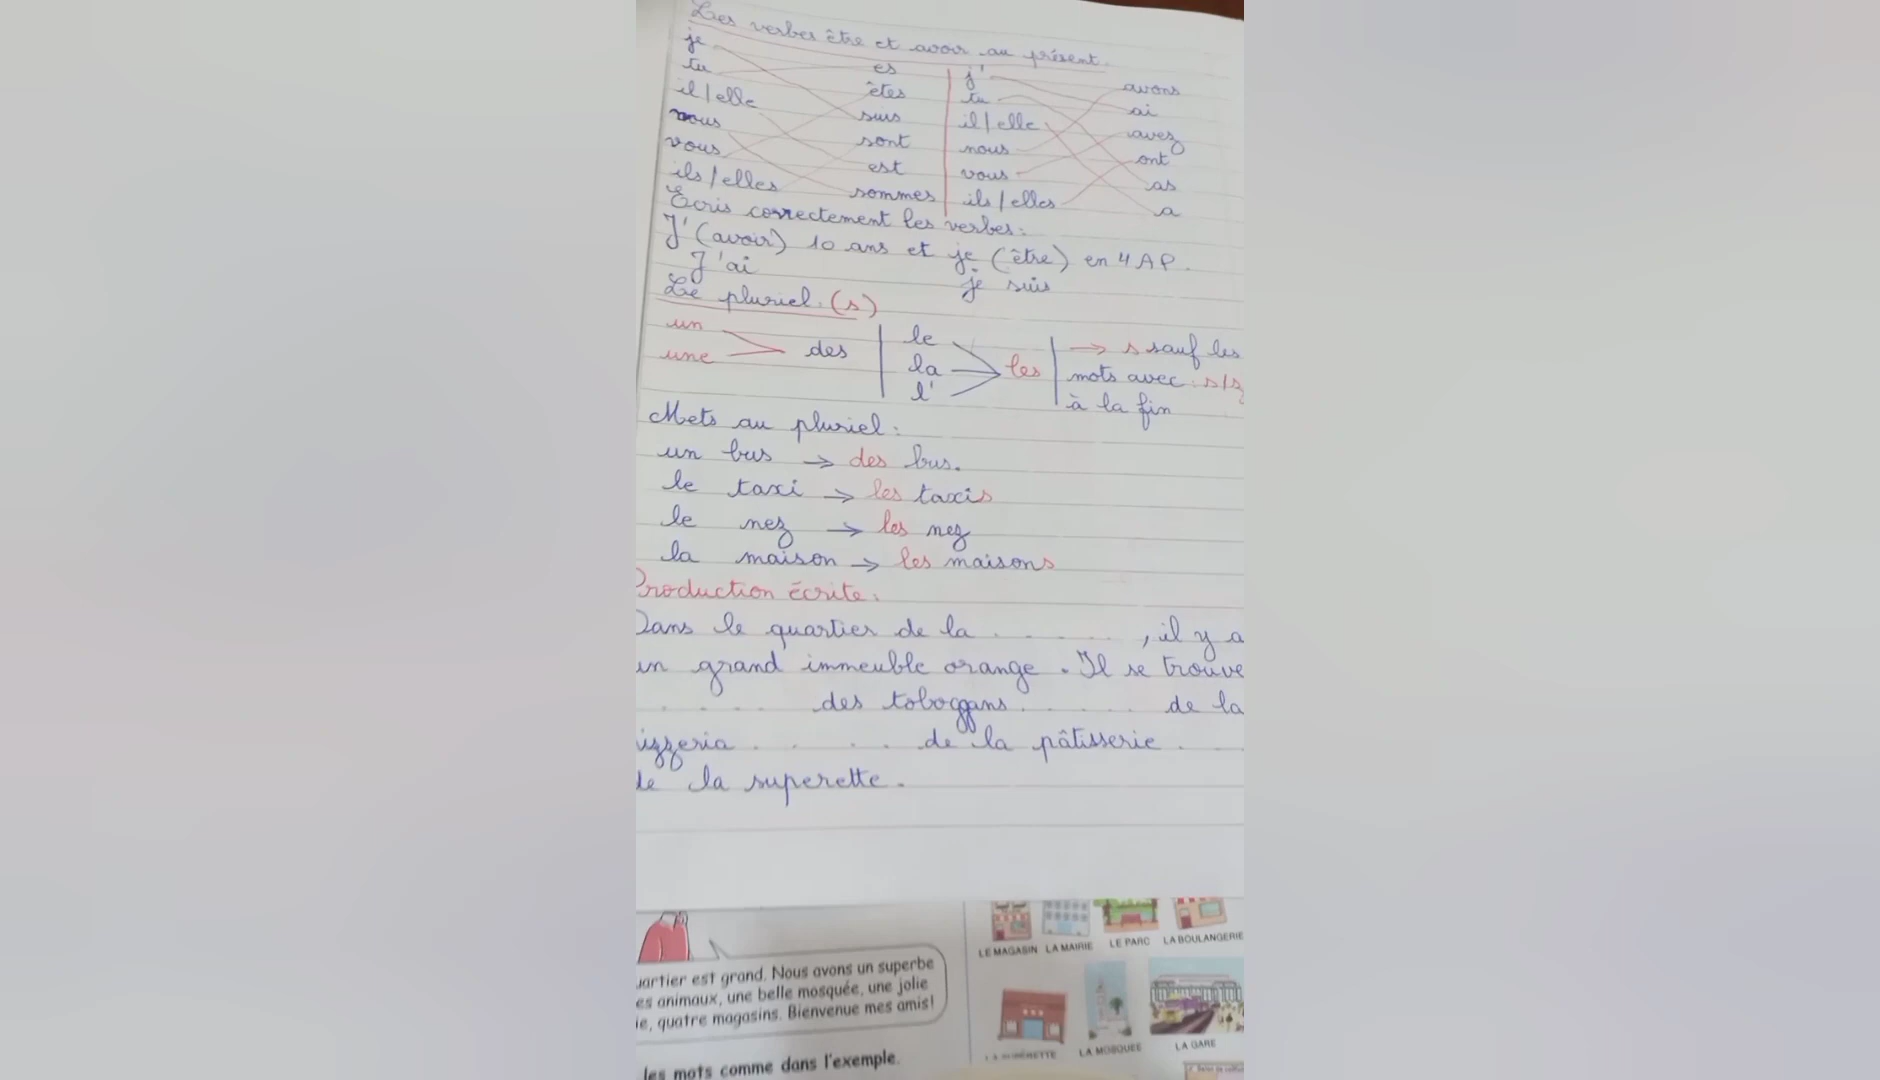 Les verbes être et avoir au présent.
je
tu
il/elle
nous
vous
ils/elles
es
êtes
suis
sont
est
sommes
j'
tu
il/elle
nous
vous
ils/elles
avons
ai
avez
ont
as
a
Ecris correctement les verbes:
J'(avoir) 10 ans et je (être) en 4AP.
J'ai je suis
Le pluriel.(s)
un
une
des
le
la
l'
les
→ s sauf les
mots avec: s/z
à la fin
Mets au pluriel:
un bus → des bus.
le taxi → les taxis
le nez → les nez
la maison → les maisons
Production écrite.
Dans le quartier de la ......, il y a
un grand immeuble orange. Il se trouve
..... des toboggans ..... de la
izzeria ..... de la pâtisserie ...
de la superette.
uartier est grand. Nous avons un superbe
es animaux, une belle mosquée, une jolie
ie, quatre magasins. Bienvenue mes amis!
les mots comme dans l'exemple.
LE MAGASIN LA MAIRIE LE PARC LA BOULANGERIE
LA MOSQUÉE LA GARE